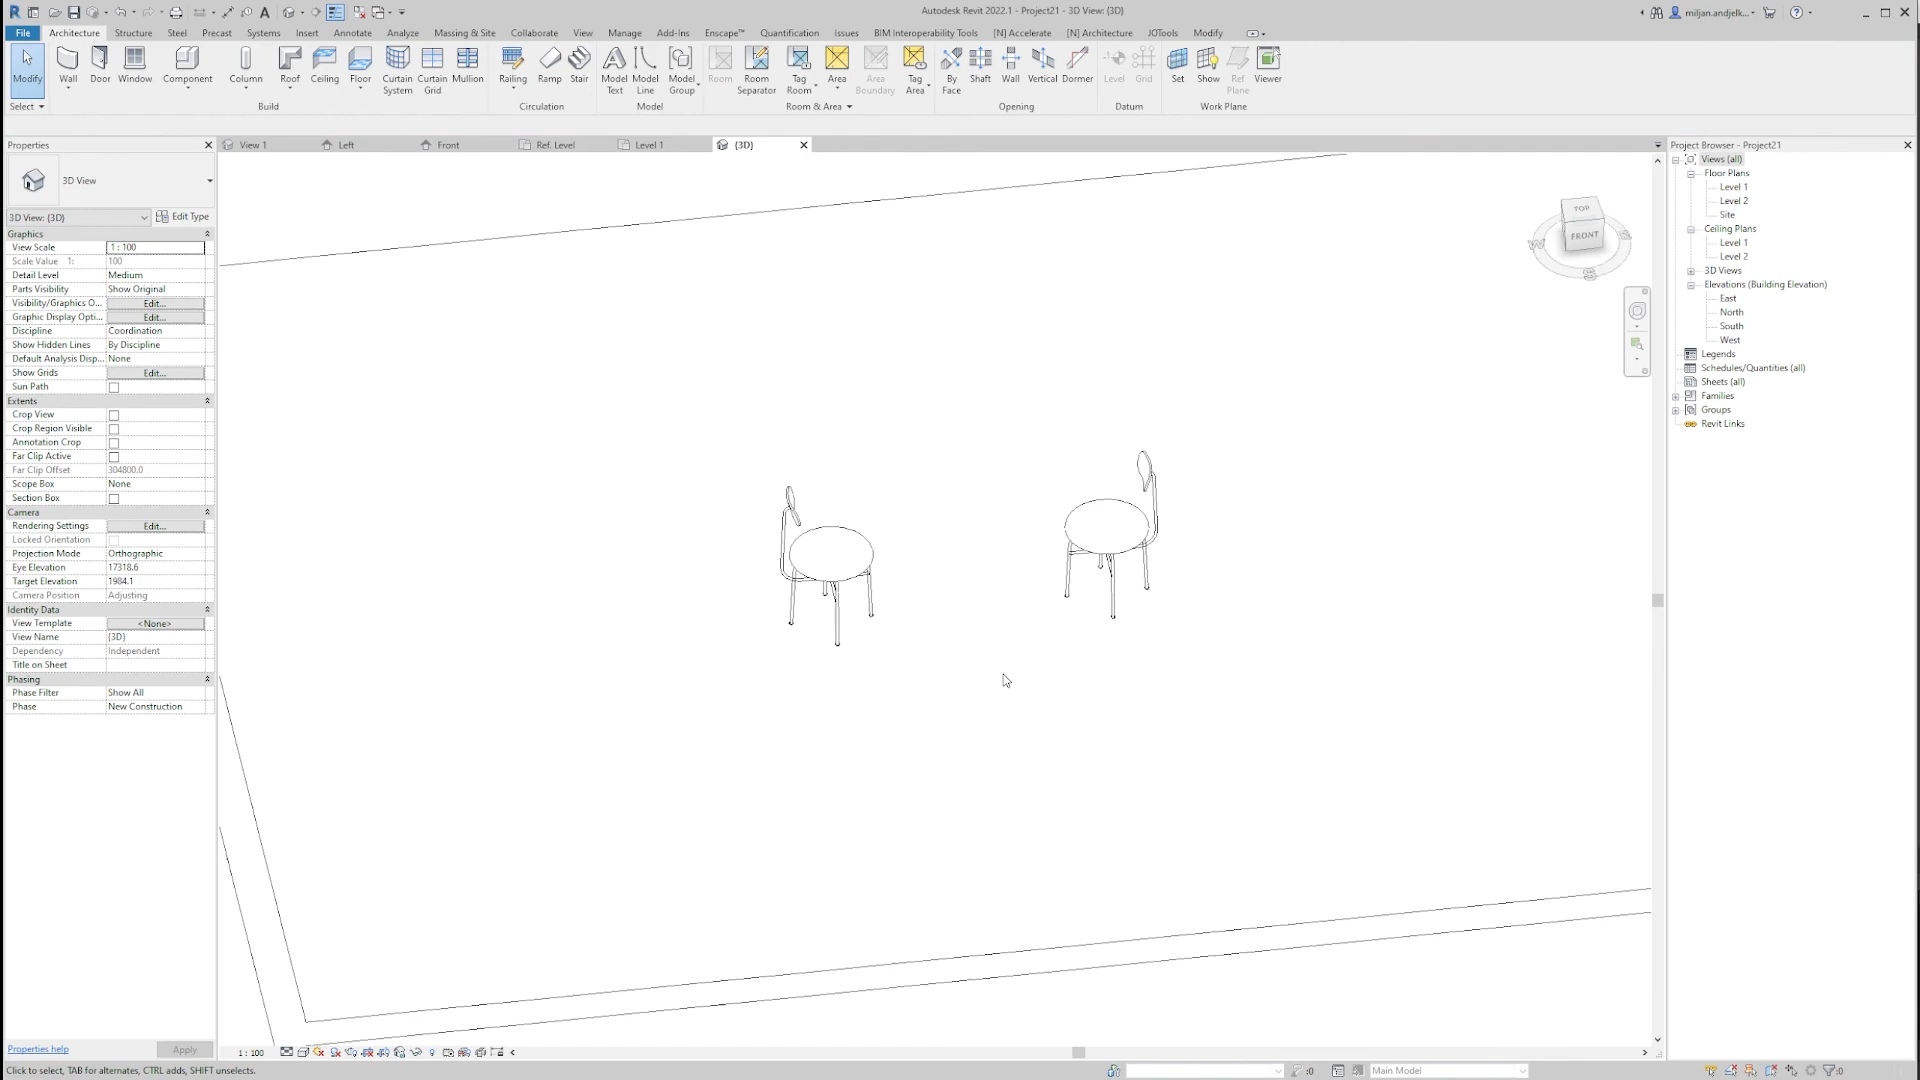 Autodesk Revit 2022.1 - Project21 - 3D View: {3D}
miljan.andjelk...
File Architecture Structure Steel Precast Systems Insert Annotate Analyze Massing & Site Collaborate View Manage Add-Ins Enscape™ Quantification Issues BIM Interoperability Tools [N] Accelerate [N] Architecture JOTools Modify
Modify Wall Door Window Component Column Roof Ceiling Floor Curtain System Curtain Grid Mullion Railing Ramp Stair Model Text Model Line Model Group Room Room Separator Tag Room Area Area Boundary Tag Area By Face Shaft Wall Vertical Dormer Level Grid Set Show Ref Plane Viewer
Select Build Circulation Model Room & Area Opening Datum Work Plane
Properties
View 1 Left Front Ref. Level Level 1 {3D}
Project Browser - Project21
3D View
3D View: {3D} Edit Type
Graphics
View Scale 1 : 100
Scale Value 1: 100
Detail Level Medium
Parts Visibility Show Original
Visibility/Graphics O... Edit...
Graphic Display Opti... Edit...
Discipline Coordination
Show Hidden Lines By Discipline
Default Analysis Disp... None
Show Grids Edit...
Sun Path
Extents
Crop View
Crop Region Visible
Annotation Crop
Far Clip Active
Far Clip Offset 304800.0
Scope Box None
Section Box
Camera
Rendering Settings Edit...
Locked Orientation
Projection Mode Orthographic
Eye Elevation 17318.6
Target Elevation 1984.1
Camera Position Adjusting
Identity Data
View Template <None>
View Name {3D}
Dependency Independent
Title on Sheet
Phasing
Phase Filter Show All
Phase New Construction
Properties help Apply
TOP
FRONT
W
S
Views (all)
Floor Plans
Level 1
Level 2
Site
Ceiling Plans
Level 1
Level 2
3D Views
Elevations (Building Elevation)
East
North
South
West
Legends
Schedules/Quantities (all)
Sheets (all)
Families
Groups
Revit Links
1 : 100
Click to select, TAB for alternates, CTRL adds, SHIFT unselects.
:0
Main Model
:0